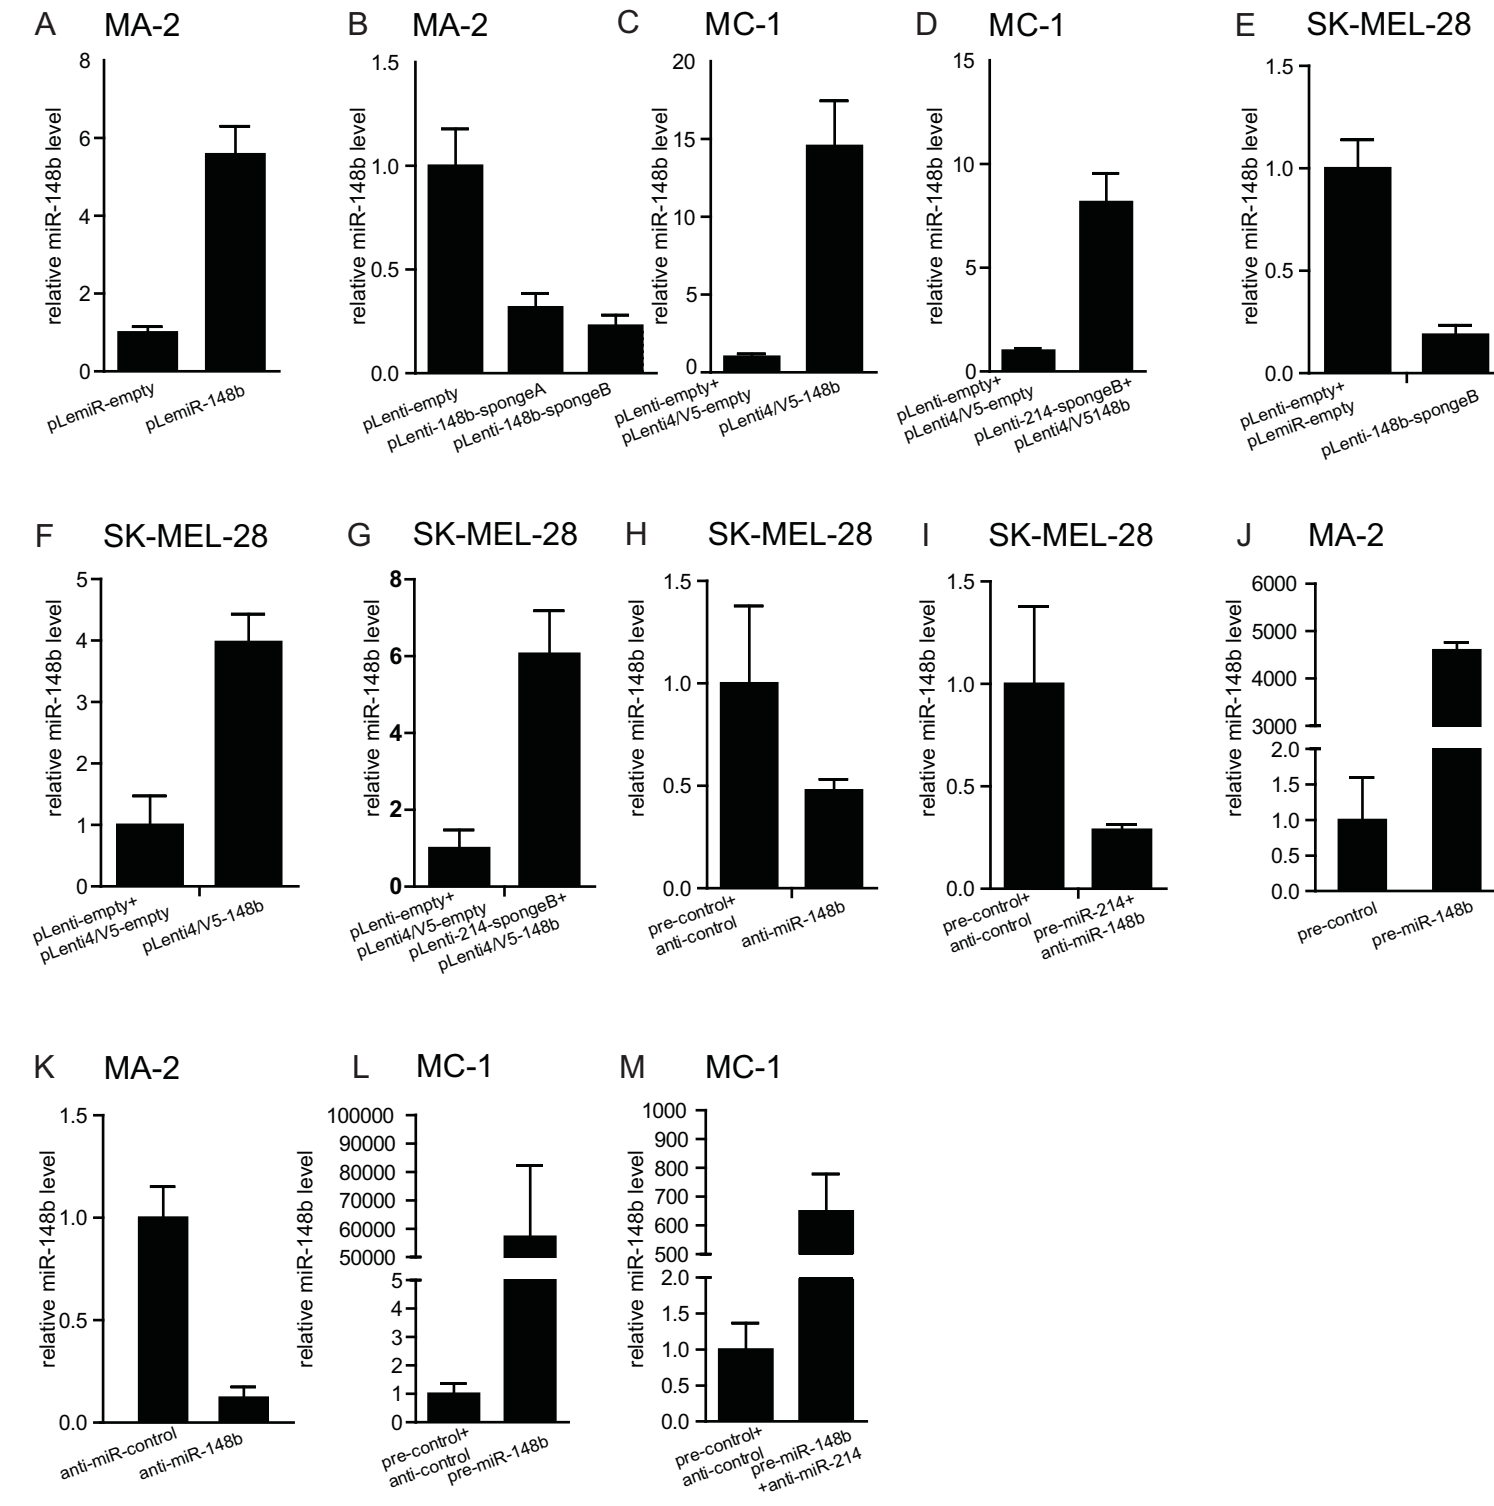 A MA-2
8
6
4
2
0
relative miR-148b level
pLemiR-empty
pLemiR-148b
B MA-2
1.5
1.0
0.5
0.0
relative miR-148b level
pLenti-empty
pLenti-148b-spongeA
pLenti-148b-spongeB
C MC-1
20
15
10
5
0
relative miR-148b level
pLenti-empty+
pLenti4/V5-empty
pLenti4/V5-148b
D MC-1
15
10
5
0
relative miR-148b level
pLenti-empty+
pLenti4/V5-empty
pLenti-214-spongeB+
pLenti4/V5148b
E SK-MEL-28
1.5
1.0
0.5
0.0
relative miR-148b level
pLenti-empty+
pLemiR-empty
pLenti-148b-spongeB
F SK-MEL-28
5
4
3
2
1
0
relative miR-148b level
pLenti-empty+
pLenti4/V5-empty
pLenti4/V5-148b
G SK-MEL-28
8
6
4
2
0
relative miR-148b level
pLenti-empty+
pLenti4/V5-empty
pLenti-214-spongeB+
pLenti4/V5-148b
H SK-MEL-28
1.5
1.0
0.5
0.0
relative miR-148b level
pre-control+
anti-control
anti-miR-148b
I SK-MEL-28
1.5
1.0
0.5
0.0
relative miR-148b level
pre-control+
anti-control
pre-miR-214+
anti-miR-148b
J MA-2
6000
5000
4000
3000
2.0
1.5
1.0
0.5
0.0
relative miR-148b level
pre-control
pre-miR-148b
K MA-2
1.5
1.0
0.5
0.0
relative miR-148b level
anti-miR-control
anti-miR-148b
L MC-1
100000
90000
80000
70000
60000
50000
5
4
3
2
1
0
relative miR-148b level
pre-control+
anti-control
pre-miR-148b
M MC-1
1000
900
800
700
600
500
2.0
1.5
1.0
0.5
0.0
relative miR-148b level
pre-control+
anti-control
pre-miR-148b
+anti-miR-214